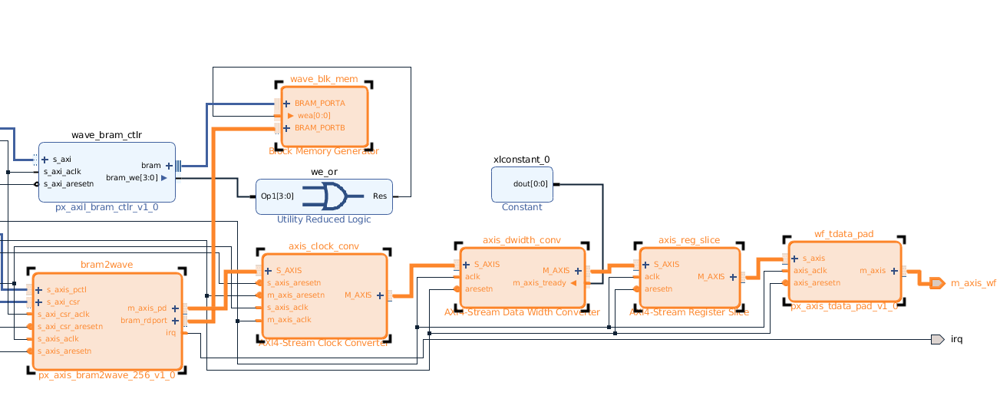 wave_blk_mem
BRAM_PORTA
wea[0:0]
BRAM_PORTB
Block Memory Generator
wave_bram_ctlr
s_axi
s_axi_aclk
s_axi_aresetn
bram
bram_we[3:0]
px_axil_bram_ctlr_v1_0
we_or
Op1[3:0]
Res
Utility Reduced Logic
xlconstant_0
dout[0:0]
Constant
bram2wave
s_axis_pctl
s_axi_csr
s_axi_csr_aclk
s_axi_csr_aresetn
s_axis_aclk
s_axis_aresetn
m_axis_pd
bram_rdport
irq
px_axis_bram2wave_256_v1_0
axis_clock_conv
S_AXIS
s_axis_aresetn
m_axis_aresetn
s_axis_aclk
m_axis_aclk
M_AXIS
AXI4-Stream Clock Converter
axis_dwidth_conv
S_AXIS
aclk
aresetn
M_AXIS
m_axis_tready
AXI4-Stream Data Width Converter
axis_reg_slice
S_AXIS
aclk
aresetn
M_AXIS
AXI4-Stream Register Slice
wf_tdata_pad
s_axis
axis_aclk
axis_aresetn
m_axis
px_axis_tdata_pad_v1_0
m_axis_wf
irq